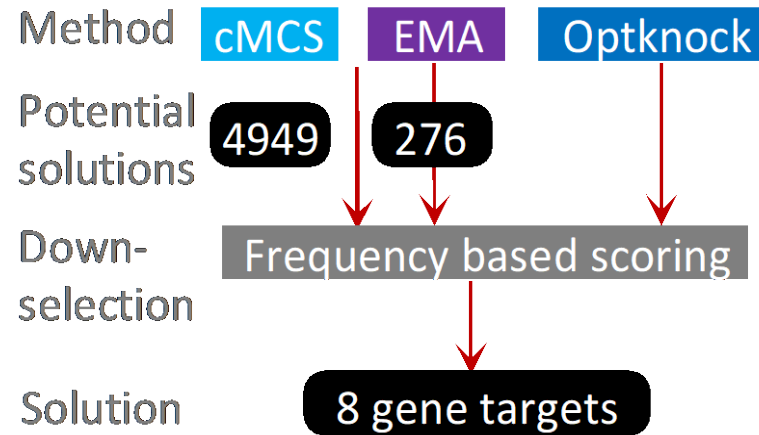 Method cMCS EMA Optknock
Potential
solutions
4949 276
Down-
selection
Frequency based scoring
Solution 8 gene targets